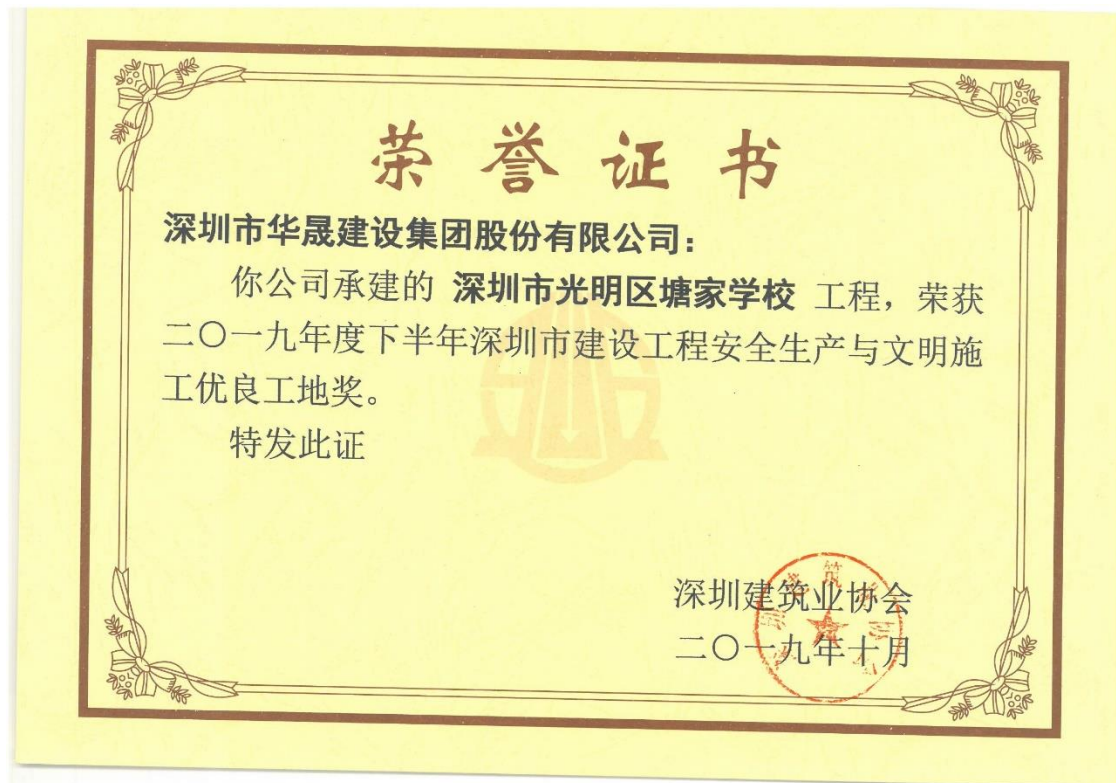 荣誉证书
深圳市华晟建设集团股份有限公司：
你公司承建的 深圳市光明区塘家学校 工程，荣获
二〇一九年度下半年深圳市建设工程安全生产与文明施
工优良工地奖。
特发此证
深圳建筑业协会
二〇一九年十月